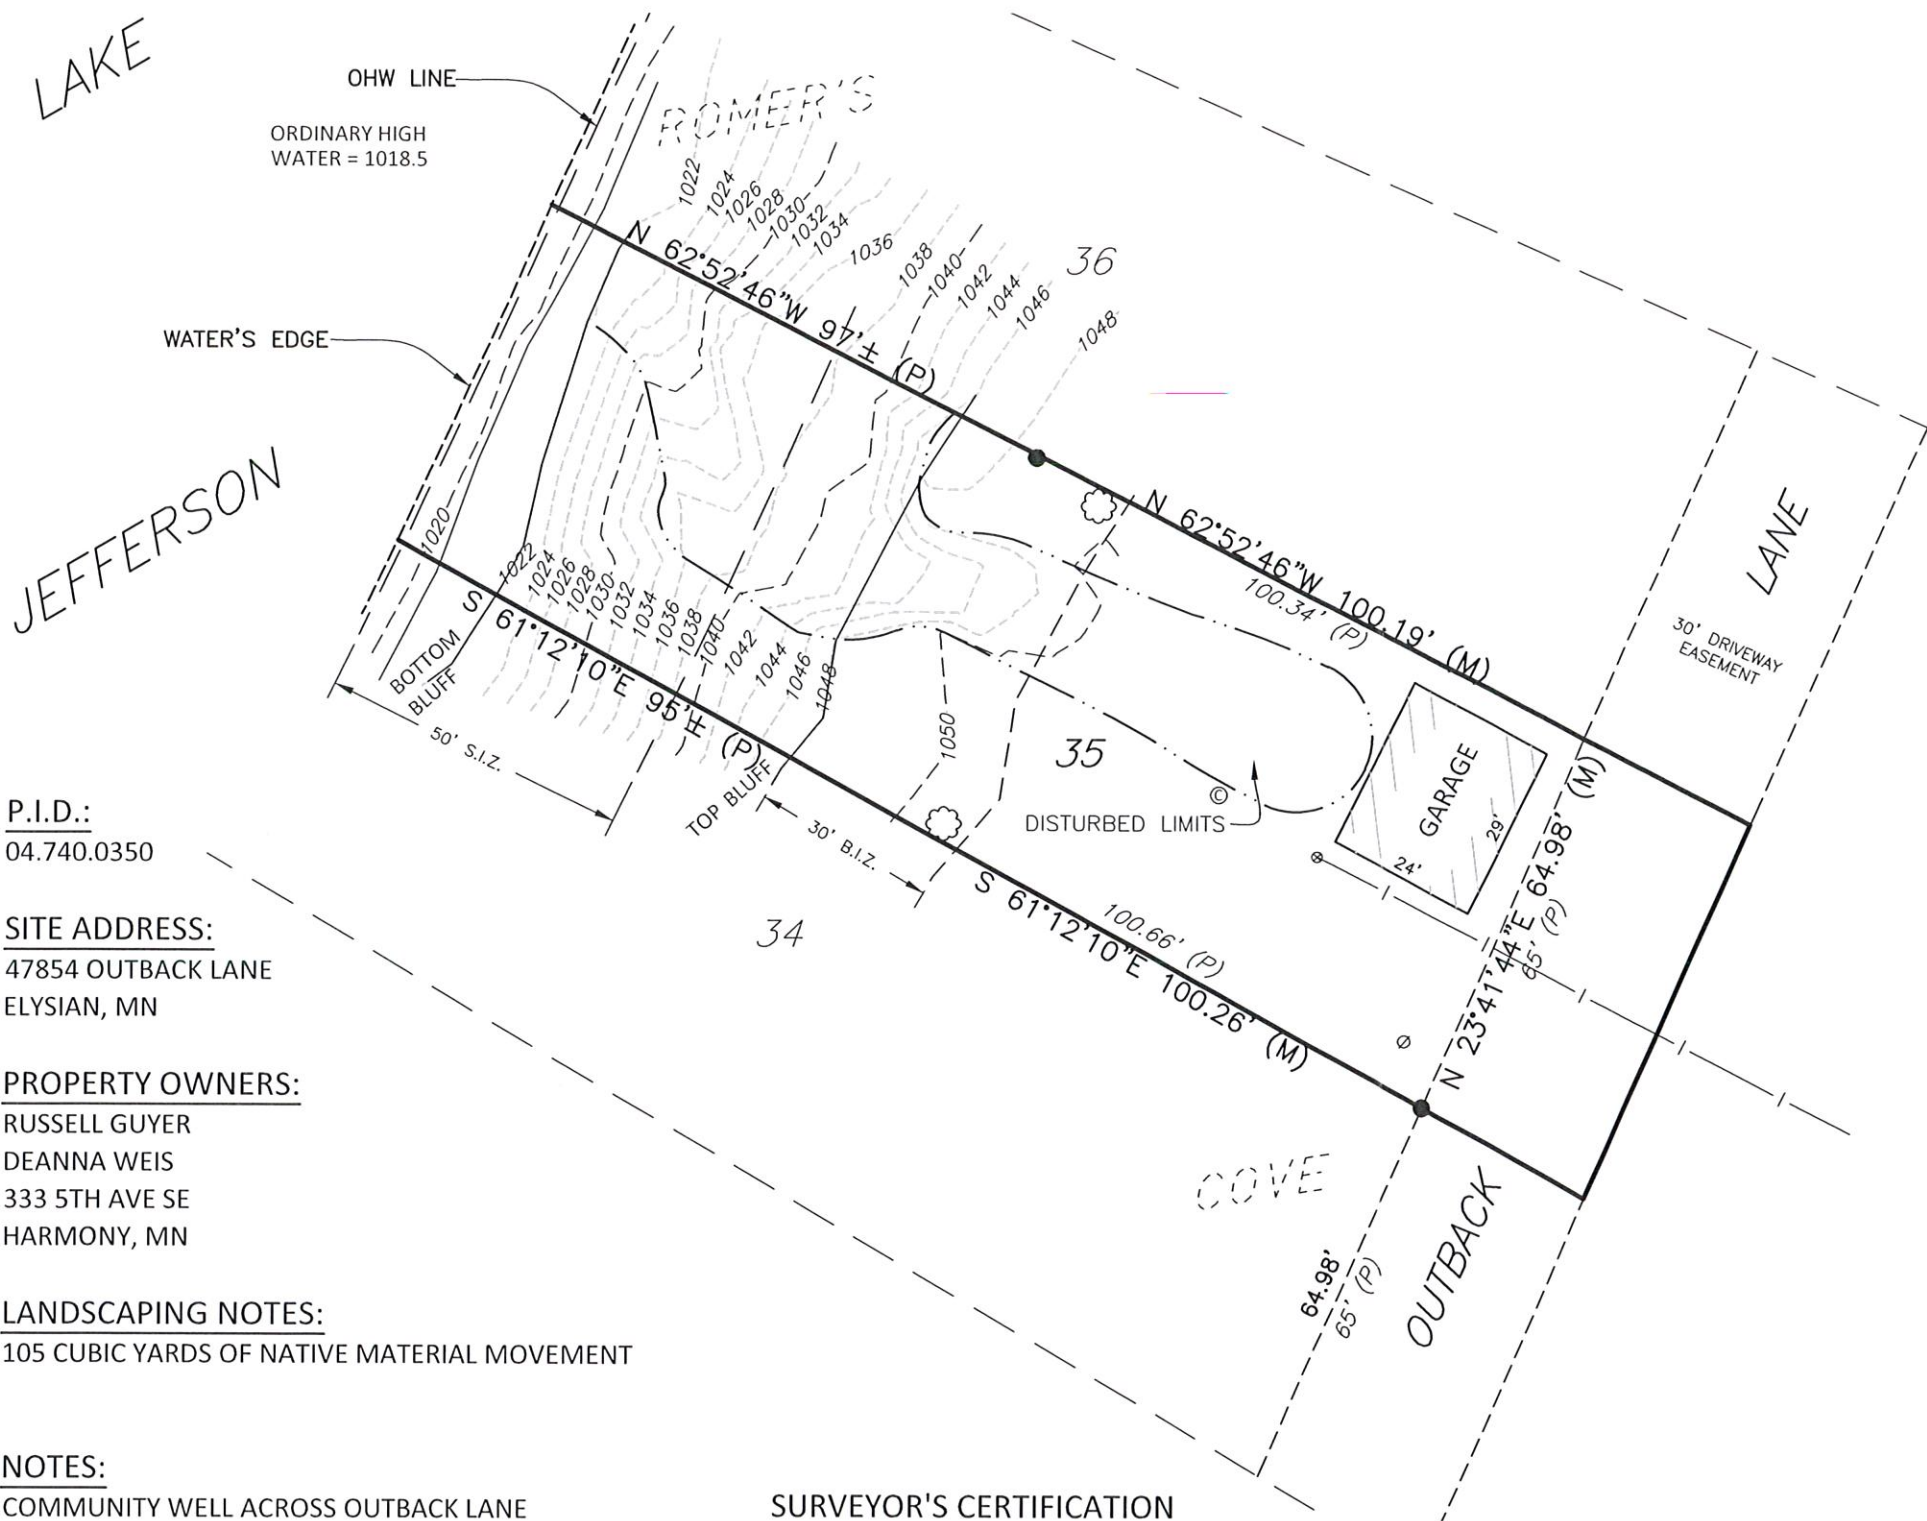 LAKE
JEFFERSON
OHW LINE
ORDINARY HIGH
WATER = 1018.5
WATER'S EDGE
ROMER'S
1022
1024
1026
1028
1030
1032
1034
1036
1038
1040
1042
1044
1046
1048
36
N 62°52'46"W 97'± (P)
N 62°52'46"W 100.19' (M)
100.34' (P)
LANE
30' DRIVEWAY
EASEMENT
1020
1022
1024
1026
1028
1030
1032
1034
1036
1038
1040
1042
1044
1046
1048
1050
BOTTOM
BLUFF
S 61°12'10"E 95'± (P)
50' S.I.Z.
TOP BLUFF
30' B.I.Z.
35
©
DISTURBED LIMITS
GARAGE
29'
24'
N 23°41'44"E 64.98' (M)
65' (P)
34
100.66' (P)
S 61°12'10"E 100.26' (M)
COVE
64.98'
65' (P)
OUTBACK
P.I.D.:
04.740.0350
SITE ADDRESS:
47854 OUTBACK LANE
ELYSIAN, MN
PROPERTY OWNERS:
RUSSELL GUYER
DEANNA WEIS
333 5TH AVE SE
HARMONY, MN
LANDSCAPING NOTES:
105 CUBIC YARDS OF NATIVE MATERIAL MOVEMENT
NOTES:
COMMUNITY WELL ACROSS OUTBACK LANE
SURVEYOR'S CERTIFICATION